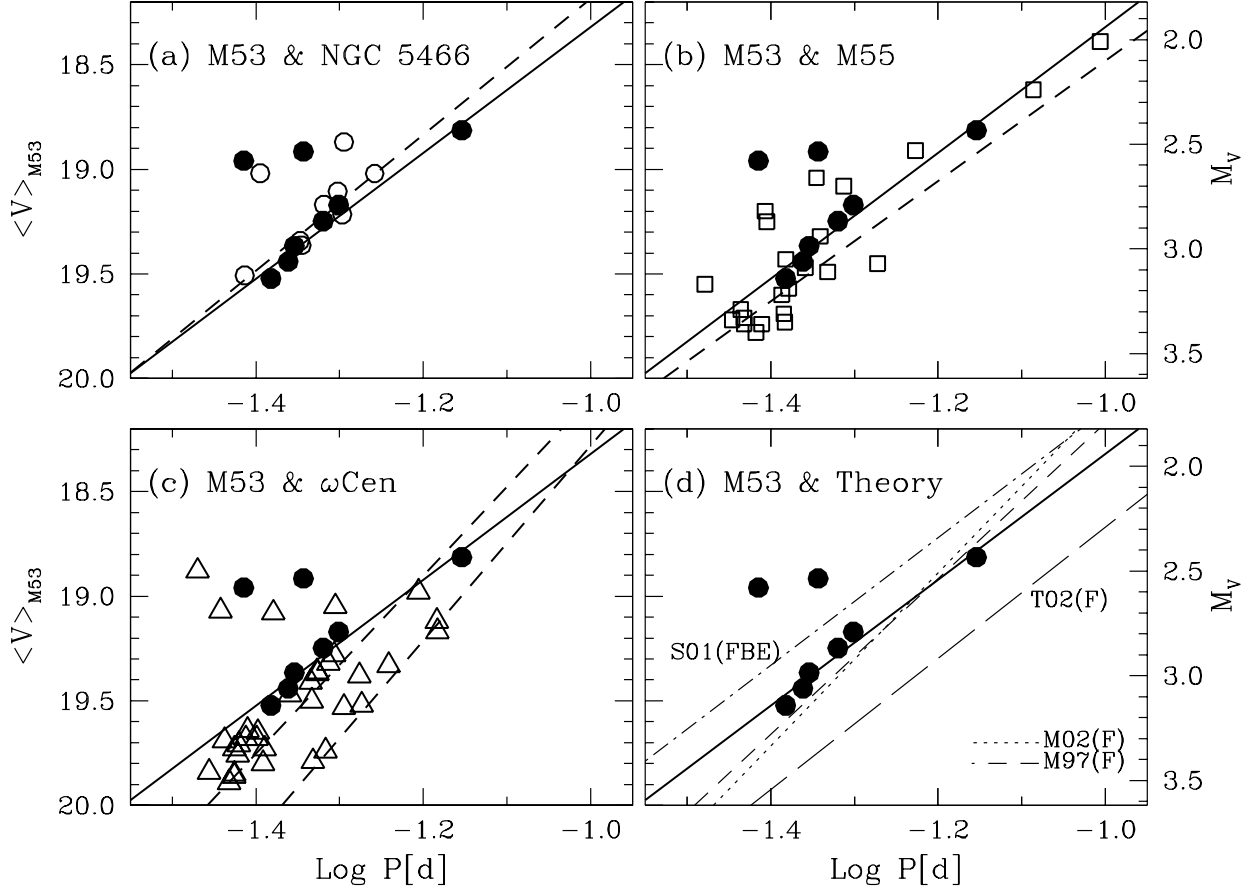 (a) M53 & NGC 5466
(b) M53 & M55
18.5
19.0
19.5
20.0
<V>M53
2.0
2.5
3.0
3.5
MV
−1.4
−1.2
−1.0
−1.4
−1.2
−1.0
(c) M53 & ωCen
(d) M53 & Theory
18.5
19.0
19.5
20.0
<V>M53
S01(FBE)
T02(F)
M02(F)
M97(F)
2.0
2.5
3.0
3.5
MV
−1.4
−1.2
−1.0
−1.4
−1.2
−1.0
Log P[d]
Log P[d]